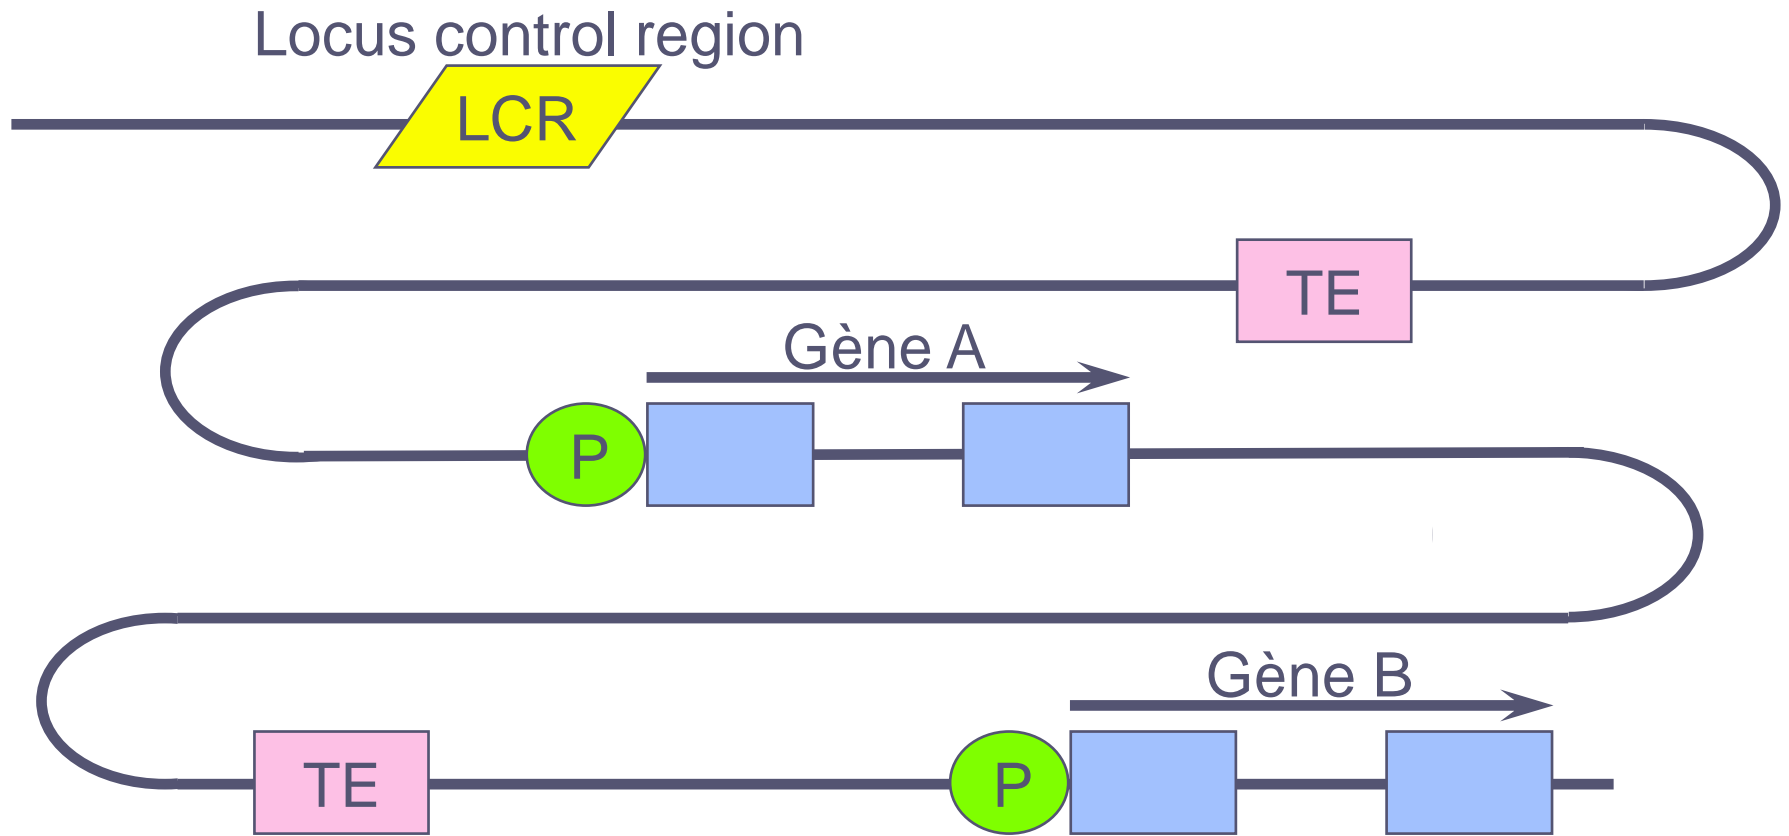 Locus control region
LCR
TE
Gène A
P
Gène B
TE
P